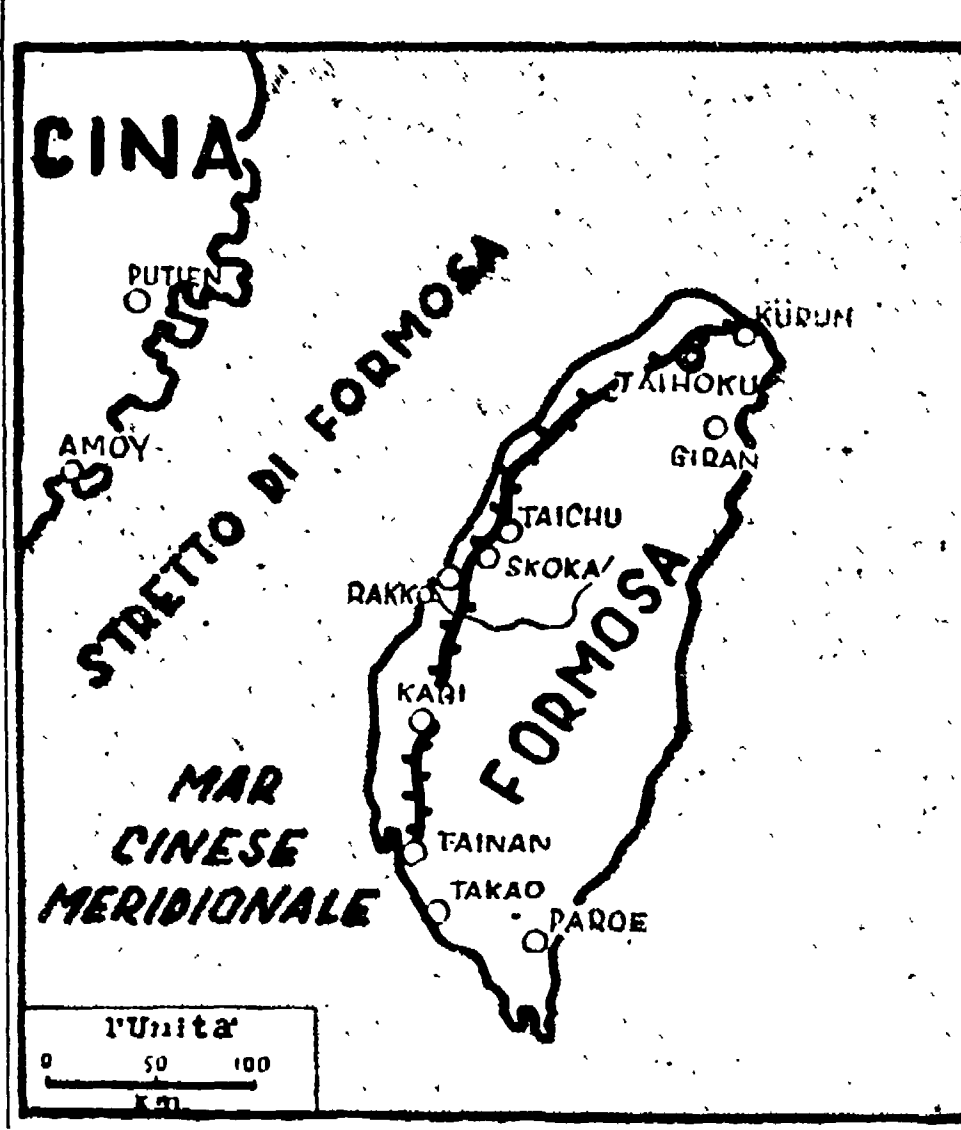 CINA
PUTIEN
STRETTO DI FORMOSA
KÜRUN
TAIHOKU
AMOY
GIRAN
TAICHU
SKOKA'
RAKKO
FORMOSA
KAGI
MAR
CINESE
MERIDIONALE
TAINAN
TAKAO
PAROE
l'Unita'
0 50 100
Km